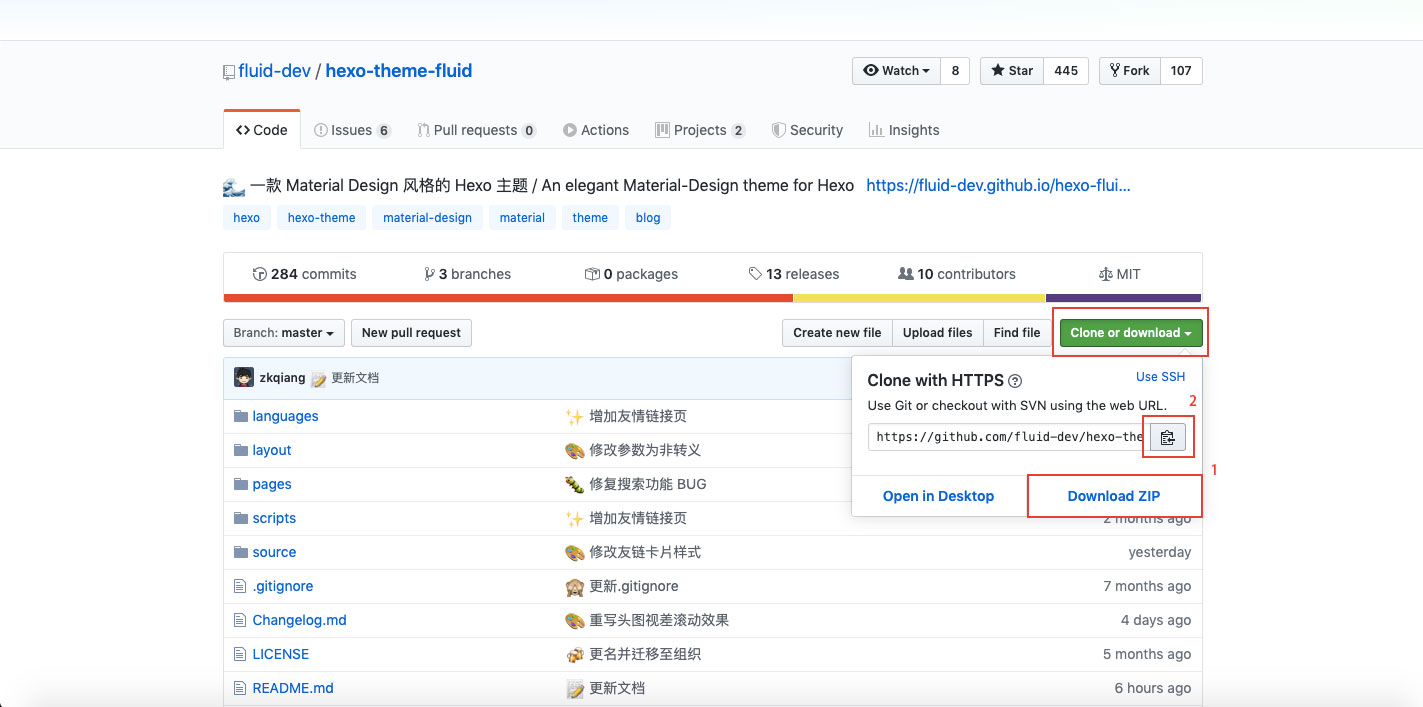 fluid-dev / hexo-theme-fluid
Watch 8 Star 445 Fork 107
Code Issues 6 Pull requests 0 Actions Projects 2 Security Insights
一款 Material Design 风格的 Hexo 主题 / An elegant Material-Design theme for Hexo https://fluid-dev.github.io/hexo-flui...
hexo hexo-theme material-design material theme blog
284 commits 3 branches 0 packages 13 releases 10 contributors MIT
Branch: master New pull request Create new file Upload files Find file Clone or download
zkqiang 更新文档
Clone with HTTPS Use SSH
Use Git or checkout with SVN using the web URL.
2
https://github.com/fluid-dev/hexo-the
1
Open in Desktop Download ZIP
languages 增加友情链接页
layout 修改参数为非转义
pages 修复搜索功能 BUG
scripts 增加友情链接页 2 months ago
source 修改友链卡片样式 yesterday
.gitignore 更新.gitignore 7 months ago
Changelog.md 重写头图视差滚动效果 4 days ago
LICENSE 更名并迁移至组织 5 months ago
README.md 更新文档 6 hours ago